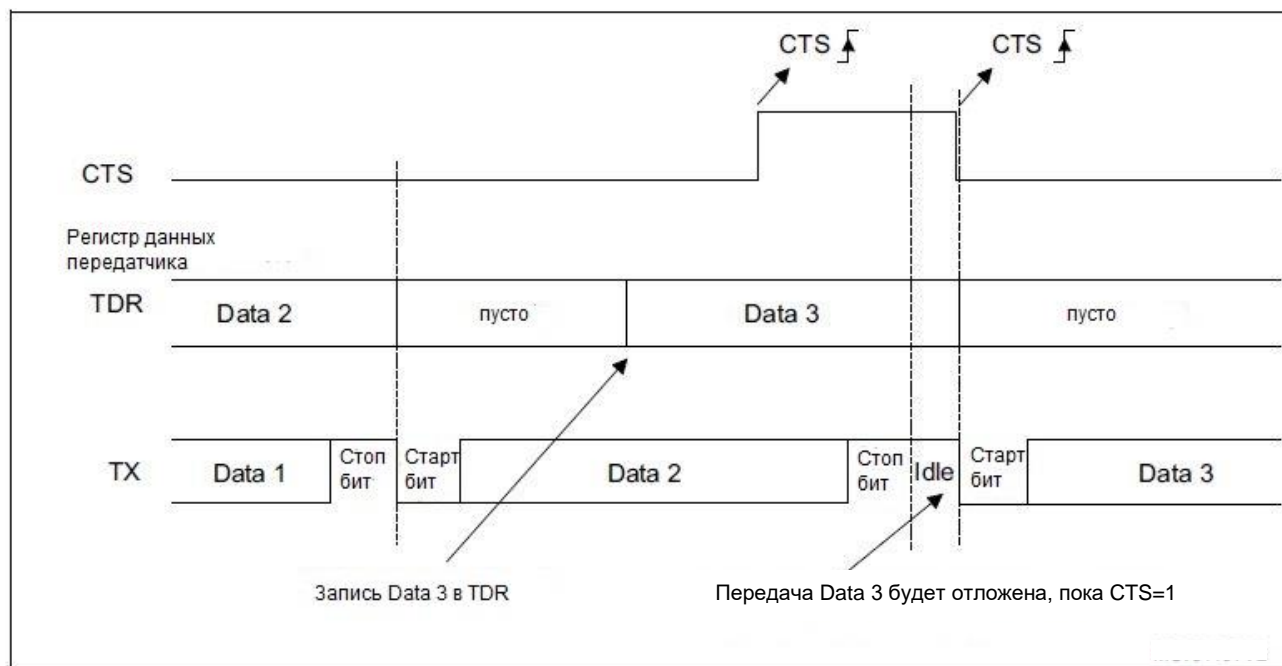 CTS CTS
CTS
Регистр данных
передатчика
TDR Data 2 пусто Data 3 пусто
TX Data 1 Стоп бит Старт бит Data 2 Стоп бит Idle Старт бит Data 3
Запись Data 3 в TDR Передача Data 3 будет отложена, пока CTS=1